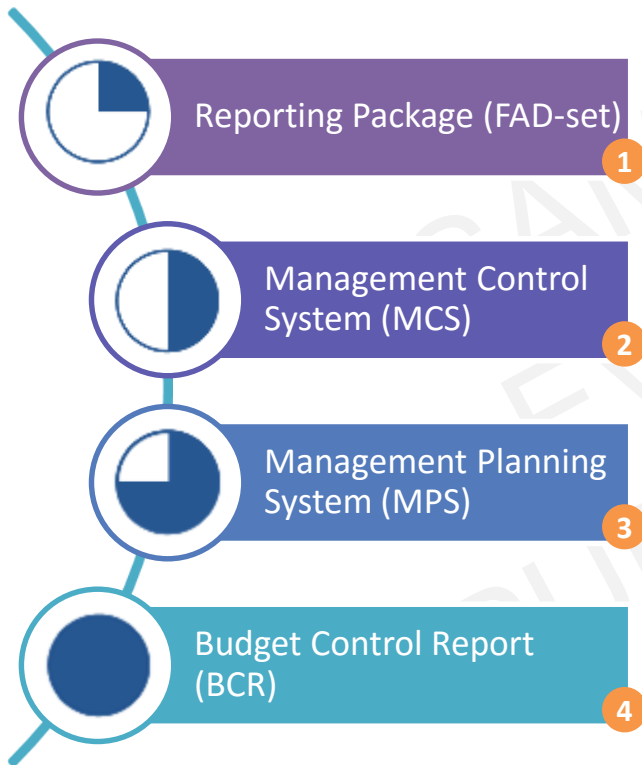 Reporting Package (FAD-set)
1
Management Control
System (MCS)
2
Management Planning
System (MPS)
3
Budget Control Report
(BCR)
4